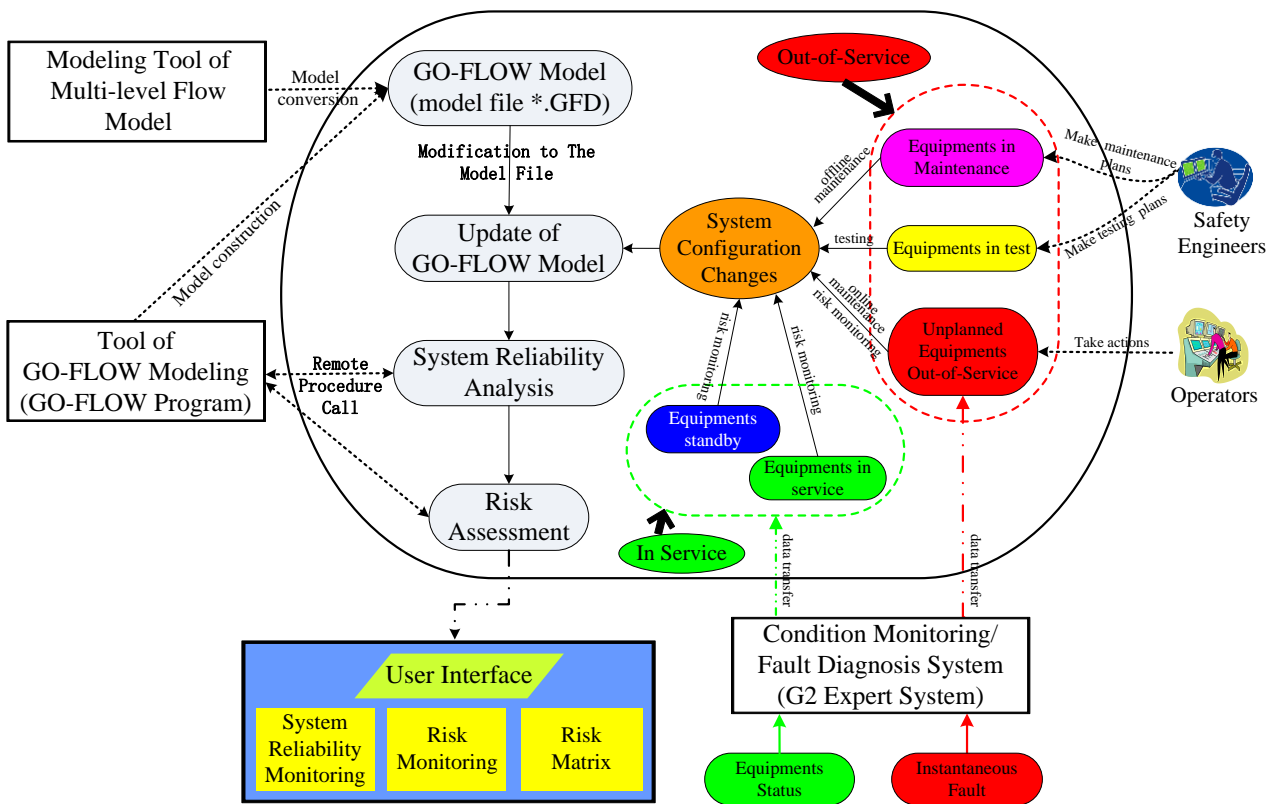 Modeling Tool of
Multi-level Flow
Model
Model
conversion
GO-FLOW Model
(model file *.GFD)
Out-of-Service
Modification to The
Model File
Equipments in
Maintenance
offline
maintenance
Make maintenance
plans
Safety
Engineers
Model construction
Update of
GO-FLOW Model
System
Configuration
Changes
testing
Equipments in test
Make testing plans
Tool of
GO-FLOW Modeling
(GO-FLOW Program)
Remote
Procedure
Call
System Reliability
Analysis
online
maintenance
risk monitoring
Unplanned
Equipments
Out-of-Service
Take actions
Operators
risk monitoring
risk monitoring
Equipments
standby
Equipments in
service
Risk
Assessment
In Service
data transfer
data transfer
Condition Monitoring/
Fault Diagnosis System
(G2 Expert System)
User Interface
System
Reliability
Monitoring
Risk
Monitoring
Risk
Matrix
Equipments
Status
Instantaneous
Fault